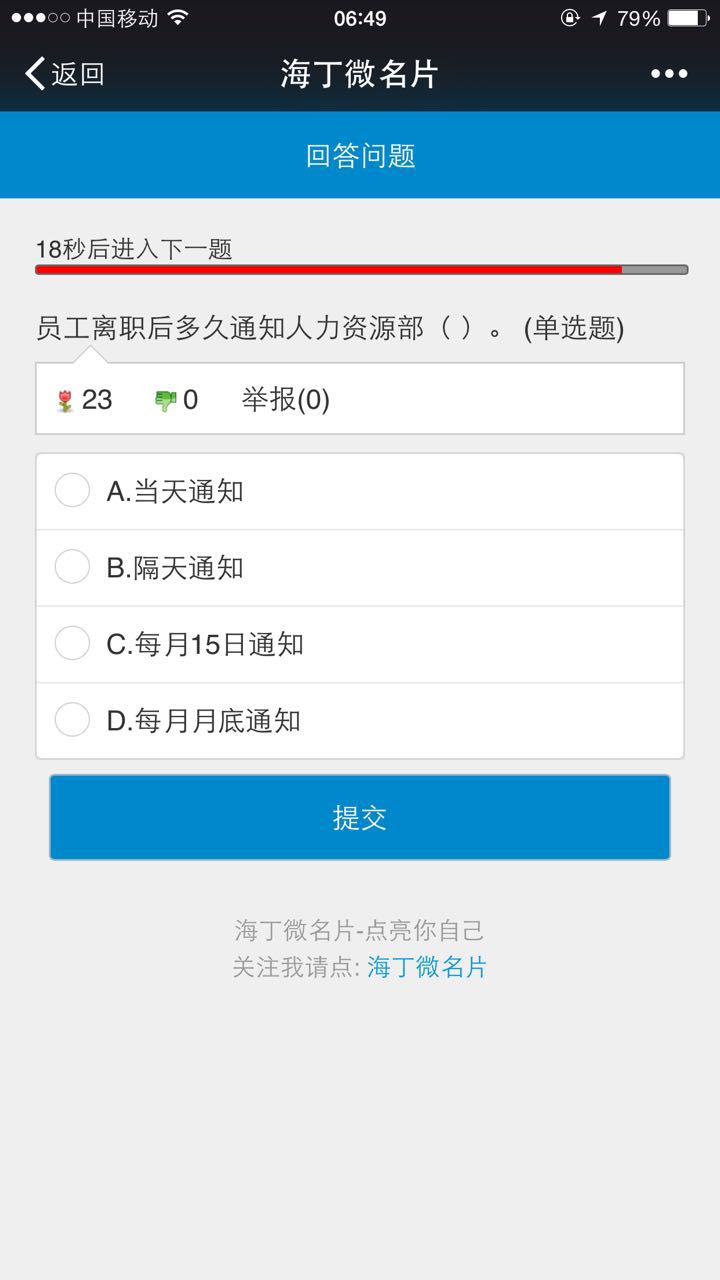 中国移动 06:49 79%
返回 海丁微名片
回答问题
18秒后进入下一题
员工离职后多久通知人力资源部（ ）。 (单选题)
23 0 举报(0)
A.当天通知
B.隔天通知
C.每月15日通知
D.每月月底通知
提交
海丁微名片-点亮你自己
关注我请点: 海丁微名片